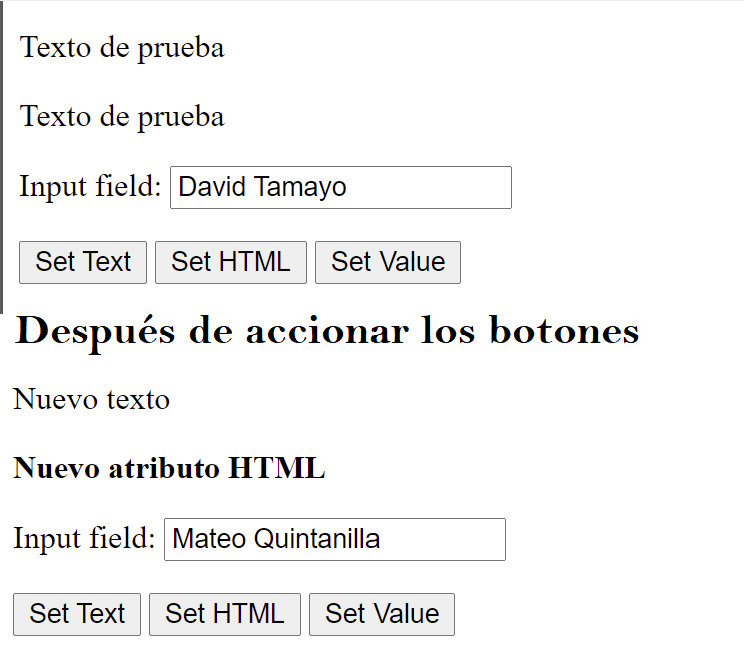 Texto de prueba
Texto de prueba
Input field: David Tamayo
Set Text Set HTML Set Value
Después de accionar los botones
Nuevo texto
Nuevo atributo HTML
Input field: Mateo Quintanilla
Set Text Set HTML Set Value